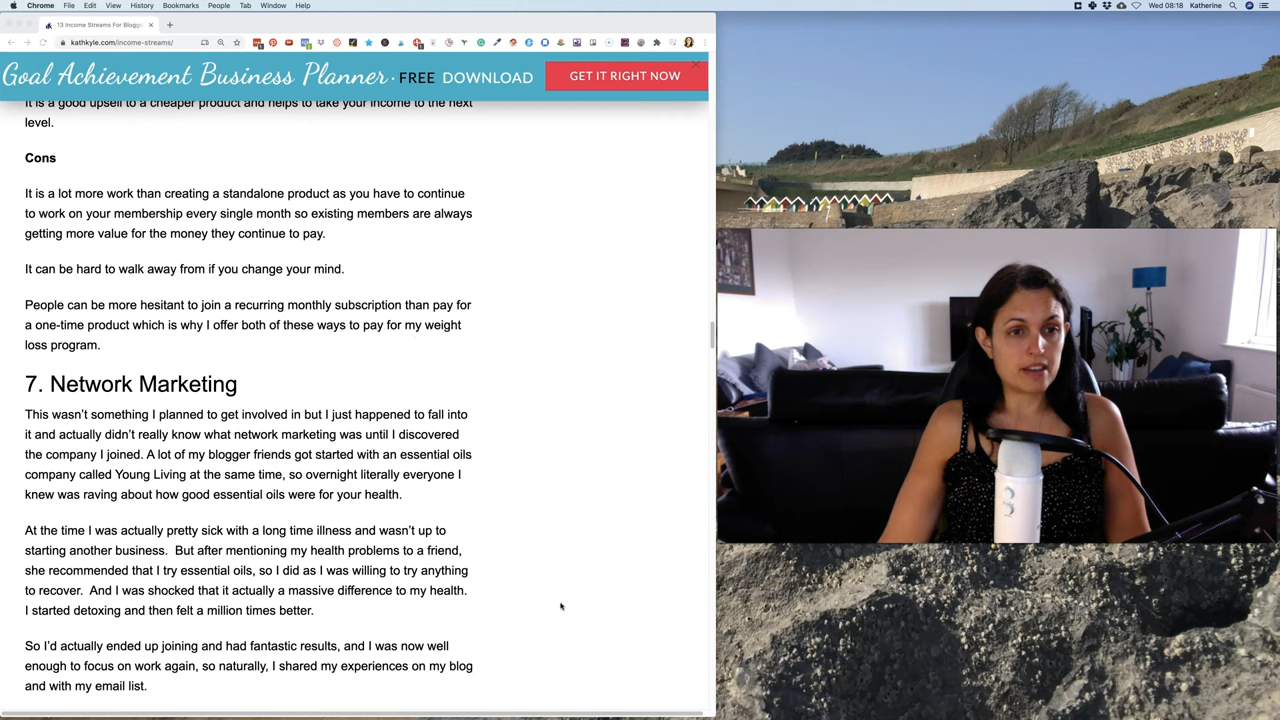 Chrome File Edit View History Bookmarks People Tab Window Help
Wed 08:18 Katherine
13 Income Streams For Blogge
kathkyle.com/income-streams/
Goal Achievement Business Planner · FREE DOWNLOAD
GET IT RIGHT NOW
It is a good upsell to a cheaper product and helps to take your income to the next
level.
Cons
It is a lot more work than creating a standalone product as you have to continue
to work on your membership every single month so existing members are always
getting more value for the money they continue to pay.
It can be hard to walk away from if you change your mind.
People can be more hesitant to join a recurring monthly subscription than pay for
a one-time product which is why I offer both of these ways to pay for my weight
loss program.
7. Network Marketing
This wasn’t something I planned to get involved in but I just happened to fall into
it and actually didn’t really know what network marketing was until I discovered
the company I joined. A lot of my blogger friends got started with an essential oils
company called Young Living at the same time, so overnight literally everyone I
knew was raving about how good essential oils were for your health.
At the time I was actually pretty sick with a long time illness and wasn’t up to
starting another business.  But after mentioning my health problems to a friend,
she recommended that I try essential oils, so I did as I was willing to try anything
to recover.  And I was shocked that it actually a massive difference to my health.
I started detoxing and then felt a million times better.
So I’d actually ended up joining and had fantastic results, and I was now well
enough to focus on work again, so naturally, I shared my experiences on my blog
and with my email list.